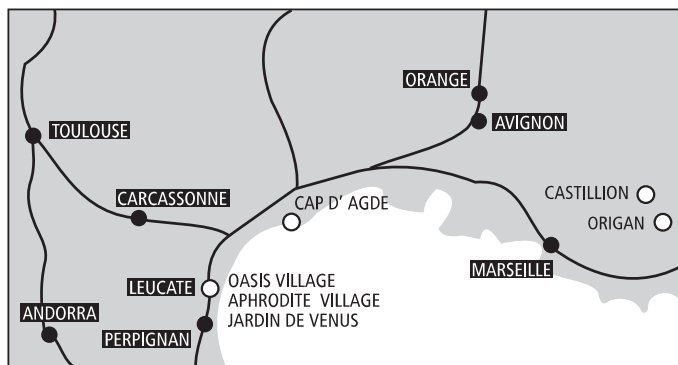 ORANGE
AVIGNON
TOULOUSE
CARCASSONNE
CASTILLION
CAP D' AGDE
ORIGAN
MARSEILLE
LEUCATE
OASIS VILLAGE
APHRODITE VILLAGE
JARDIN DE VENUS
ANDORRA
PERPIGNAN